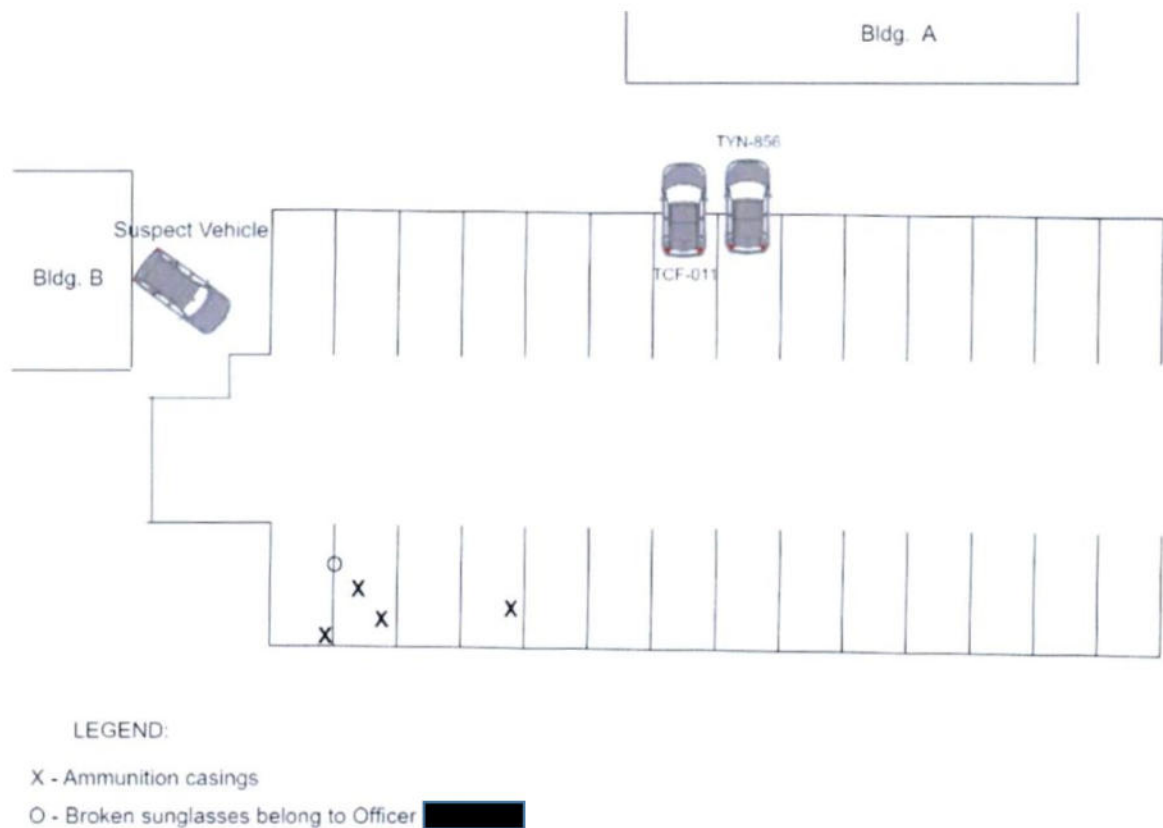 Bldg. A
TYN-856
Suspect Vehicle
Bldg. B
TCF-011
O
X
X
X
X
LEGEND:
X - Ammunition casings
O - Broken sunglasses belong to Officer